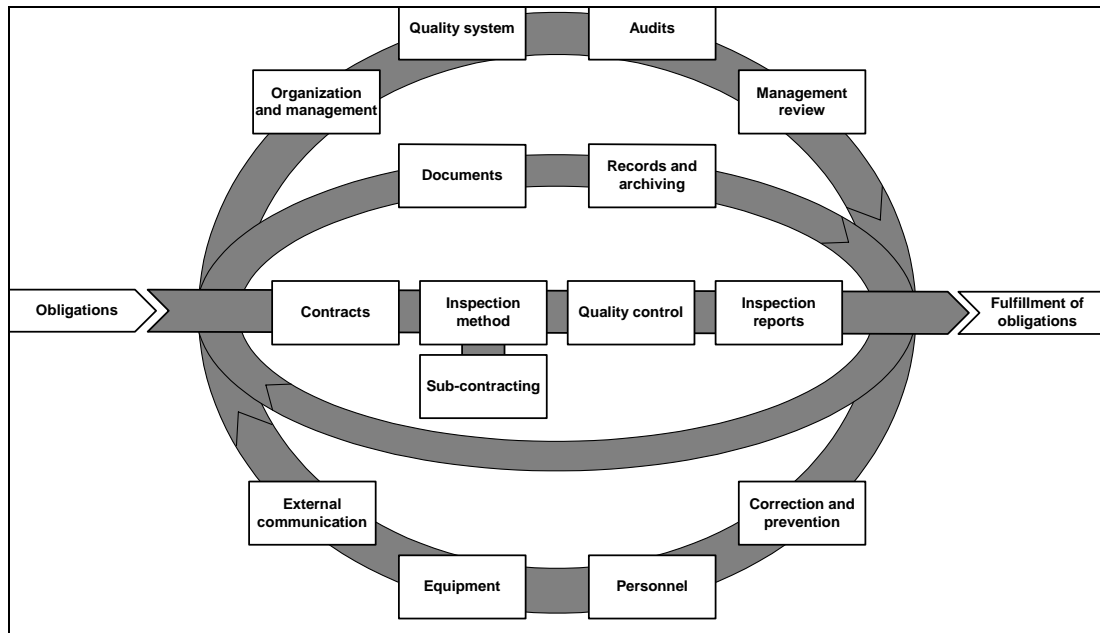 Quality system
Audits
Organization
and management
Management
review
Documents
Records and
archiving
Obligations
Contracts
Inspection
method
Quality control
Inspection
reports
Fulfillment of
obligations
Sub-contracting
External
communication
Correction and
prevention
Equipment
Personnel